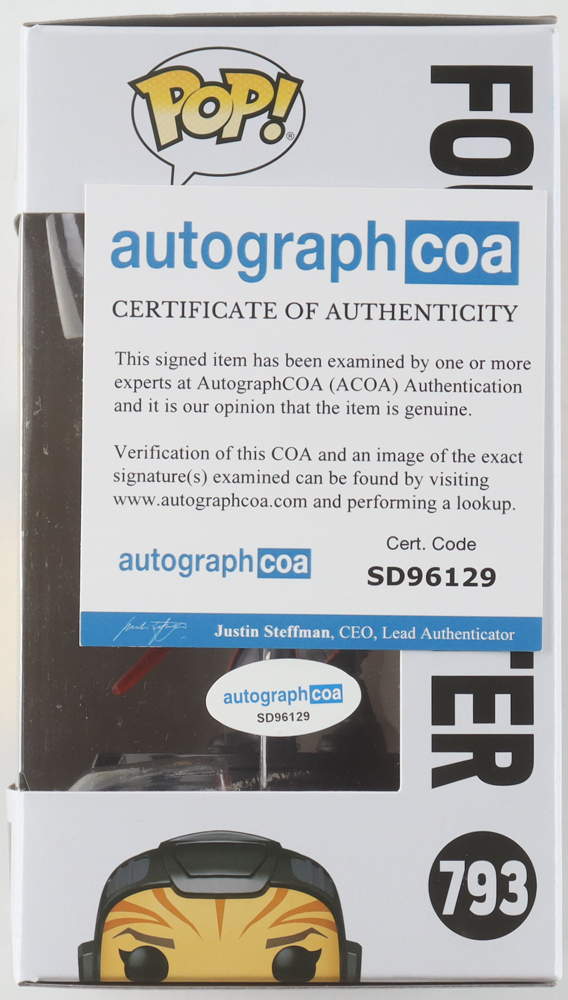 POP!
®
autographcoa
CERTIFICATE OF AUTHENTICITY
This signed item has been examined by one or more
experts at AutographCOA (ACOA) Authentication
and it is our opinion that the item is genuine.
Verification of this COA and an image of the exact
signature(s) examined can be found by visiting
www.autographcoa.com and performing a lookup.
autographcoa
Cert. Code
SD96129
Justin Steffman, CEO, Lead Authenticator
autographcoa
SD96129
FO
TER
793